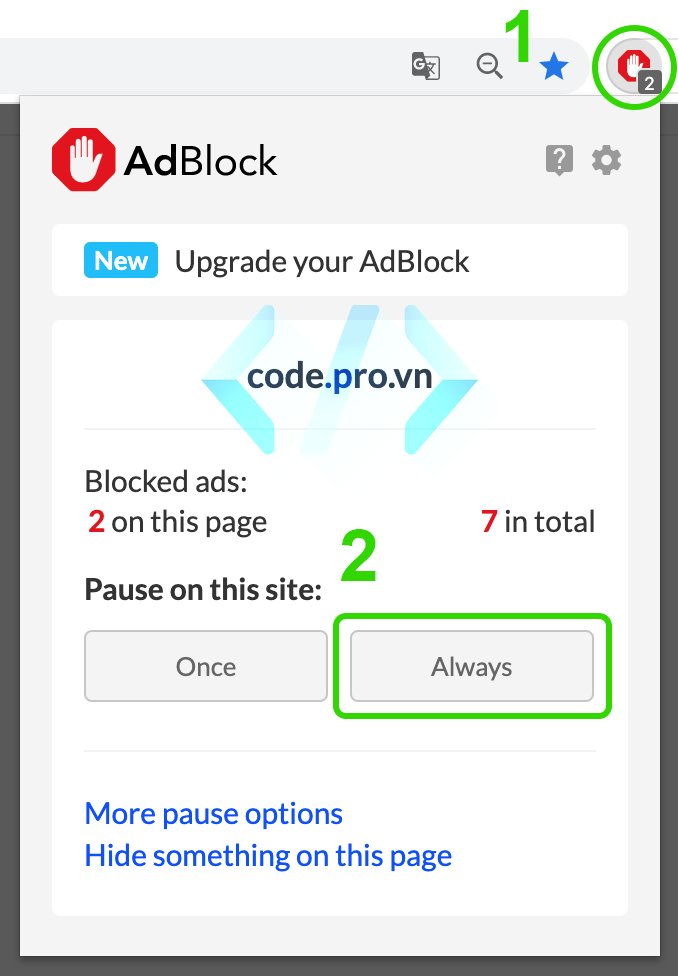 1
2
AdBlock
New Upgrade your AdBlock
code.pro.vn
Blocked ads:
2 on this page 7 in total
2
Pause on this site:
Once Always
More pause options
Hide something on this page